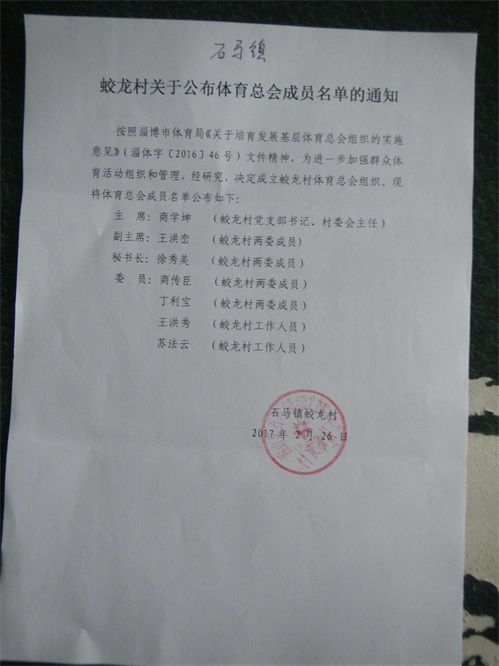 石马镇
蛟龙村关于公布体育总会成员名单的通知
按照淄博市体育局《关于培育发展基层体育总会组织的实施
意见》（淄体字〔2016〕46号）文件精神，为进一步加强群众体
育活动组织和管理，经研究，决定成立蛟龙村体育总会组织。现
将体育总会成员名单公布如下：
主　席：商学坤　（蛟龙村党支部书记、村委会主任）
副主席：王洪峦　（蛟龙村两委成员）
秘书长：徐秀美　（蛟龙村两委成员）
委　员：商传臣　（蛟龙村两委成员）
丁利宝　（蛟龙村两委成员）
王洪秀　（蛟龙村工作人员）
苏法云　（蛟龙村工作人员）
石马镇蛟龙村
2017年2月26日